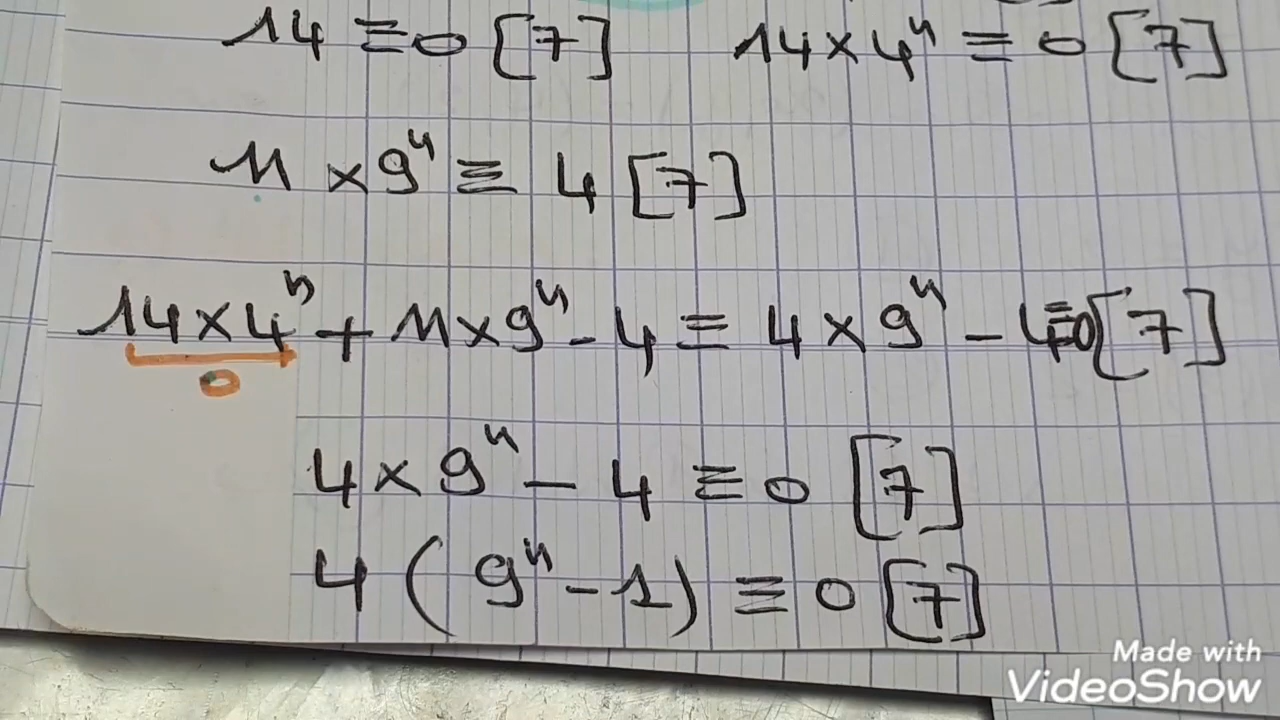 14 ≡ 0 [7] 14 × 4ⁿ ≡ 0 [7]
11 × 9ⁿ ≡ 4 [7]
14 × 4ⁿ + 11 × 9ⁿ - 4 ≡ 4 × 9ⁿ - 4 ≡ 0 [7]
0
4 × 9ⁿ - 4 ≡ 0 [7]
4 (9ⁿ - 1) ≡ 0 [7]
Made with
VideoShow